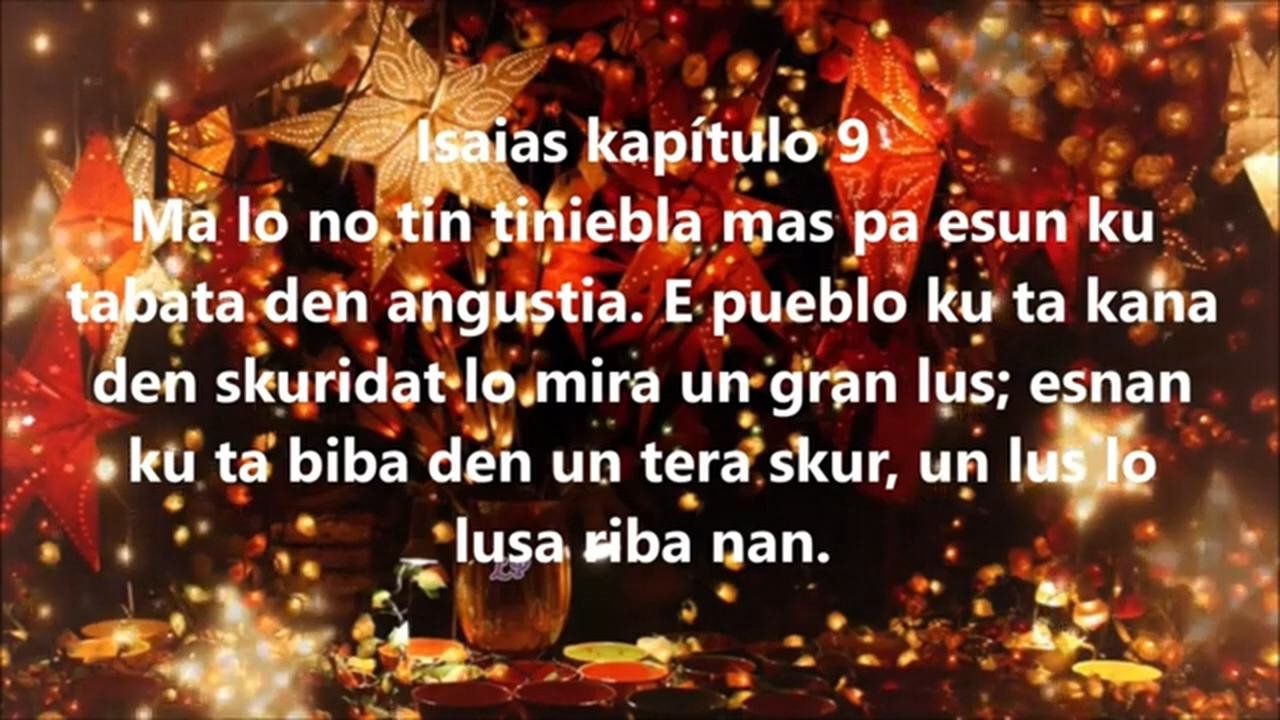 Isaias kapítulo 9
Ma lo no tin tiniebla mas pa esun ku
tabata den angustia. E pueblo ku ta kana
den skuridat lo mira un gran lus; esnan
ku ta biba den un tera skur, un lus lo
lusa riba nan.